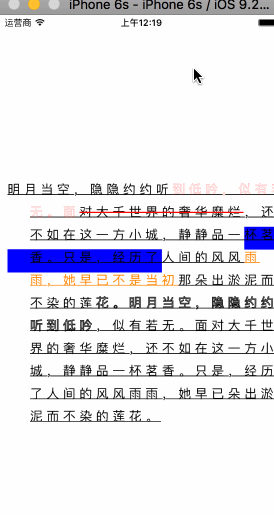 iPhone 6s - iPhone 6s / iOS 9.2...
运营商 上午12:19
明月当空，隐隐约约听到低吟，似有
无。面对大千世界的奢华糜烂，还
不如在这一方小城，静静品一杯茗
香。只是，经历了人间的风风雨
雨，她早已不是当初那朵出淤泥而
不染的莲花。明月当空，隐隐约约
听到低吟，似有若无。面对大千世
界的奢华糜烂，还不如在这一方小
城，静静品一杯茗香。只是，经历
了人间的风风雨雨，她早已朵出淤
泥而不染的莲花。